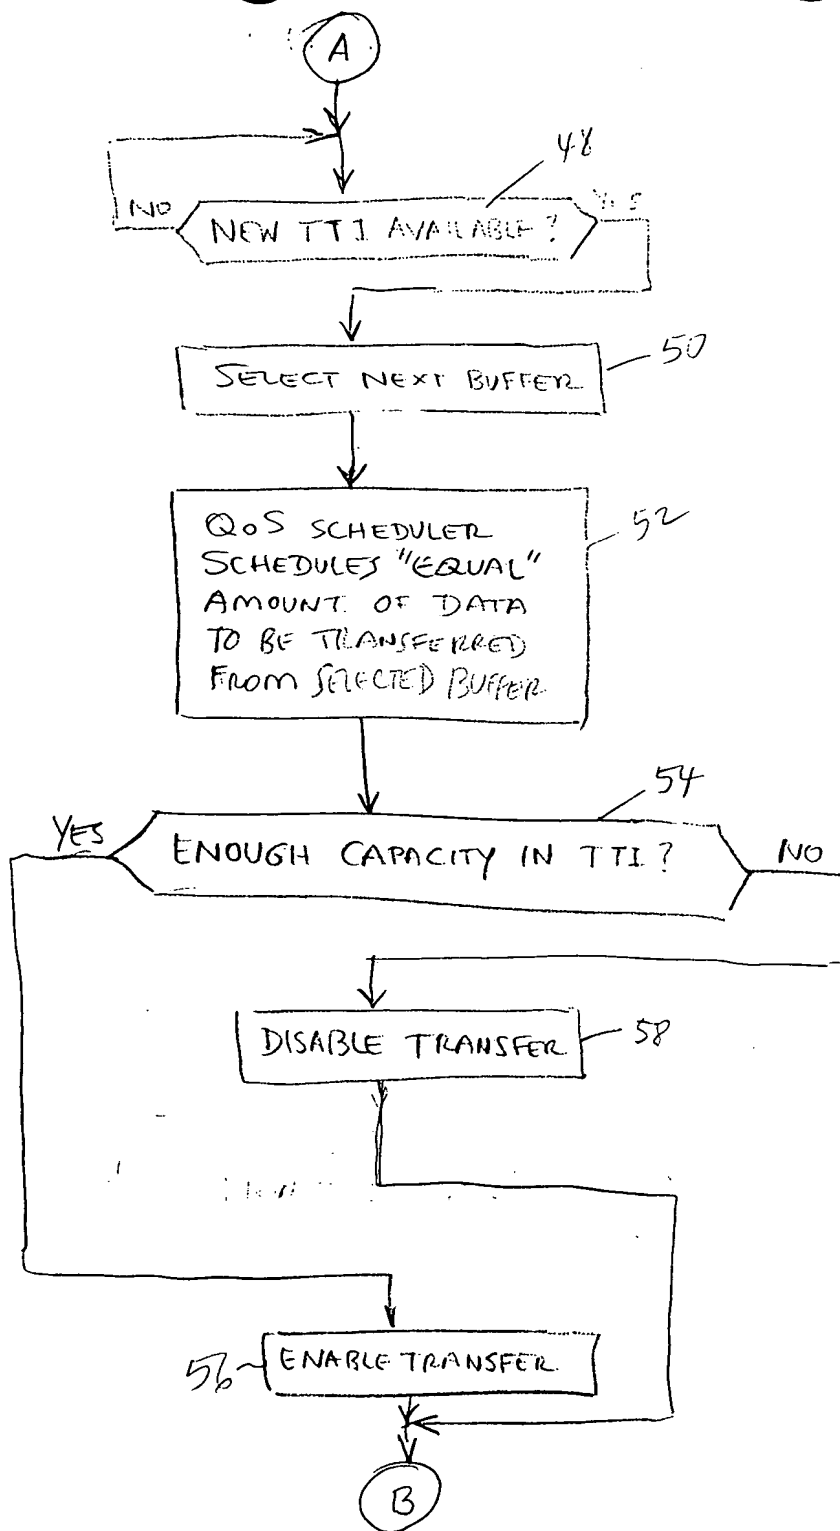 A
48
NO
YES
NEW TTI AVAILABLE?
50
SELECT NEXT BUFFER
QOS SCHEDULER
SCHEDULES "EQUAL"
AMOUNT OF DATA
TO BE TRANSFERRED
FROM SELECTED BUFFER
52
54
YES
ENOUGH CAPACITY IN TTI?
NO
DISABLE TRANSFER
58
56
ENABLE TRANSFER
B